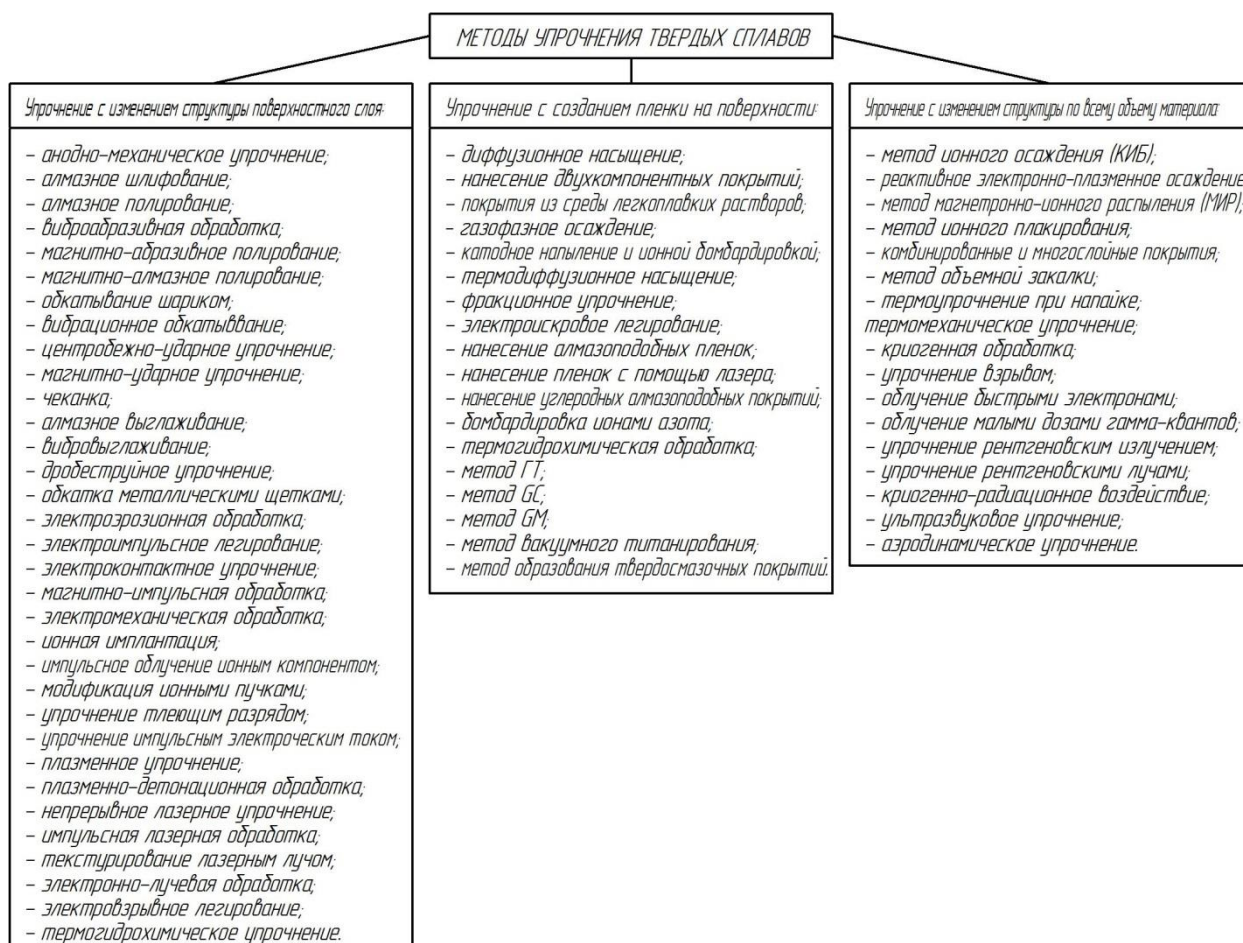 МЕТОДЫ УПРОЧНЕНИЯ ТВЕРДЫХ СПЛАВОВ
Упрочнение с изменением структуры поверхностного слоя:
- анодно-механическое упрочнение;
- алмазное шлифование;
- алмазное полирование;
- виброабразивная обработка;
- магнитно-абразивное полирование;
- магнитно-алмазное полирование;
- обкатывание шариком;
- вибрационное обкатываввание;
- центробежно-ударное упрочнение;
- магнитно-ударное упрочнение;
- чеканка;
- алмазное выглаживание;
- вибровыглаживание;
- дробеструйное упрочнение;
- обкатка металлическими щетками;
- электроэрозионная обработка;
- электроимпульсное легирование;
- электроконтактное упрочнение;
- магнитно-импульсная обработка;
- электромеханическая обработка;
- ионная имплантация;
- импульсное облучение ионным компонентом;
- модификация ионными пучками;
- упрочнение тлеющим разрядом;
- упрочнение импульсным электроческим током;
- плазменное упрочнение;
- плазменно-детонационная обработка;
- непрерывное лазерное упрочнение;
- импульсная лазерная обработка;
- текстурирование лазерным лучом;
- электронно-лучевая обработка;
- электровзрывное легирование;
- термогидрохимическое упрочнение.
Упрочнение с созданием пленки на поверхности:
- диффузионное насыщение;
- нанесение двухкомпонентных покрытий;
- покрытия из среды легкоплавких растворов;
- газофазное осаждение;
- катодное напыление и ионной бомбардировкой;
- термодиффузионное насыщение;
- фракционное упрочнение;
- электроискровое легирование;
- нанесение алмазоподобных пленок;
- нанесение пленок с помощью лазера;
- нанесение углеродных алмазоподобных покрытий;
- бомбардировка ионами азота;
- термогидрохимическая обработка;
- метод ГТ;
- метод GC;
- метод GM;
- метод вакуумного титанирования;
- метод образования твердосмазочных покрытий.
Упрочнение с изменением структуры по всему объему материала:
- метод ионного осаждения (КИБ);
- реактивное электронно-плазменное осаждение
- метод магнетронно-ионного распыления (МИР);
- метод ионного плакирования;
- комбинированные и многослойные покрытия;
- метод объемной закалки;
- термоупрочнение при напайке;
термомеханическое упрочнение;
- криогенная обработка;
- упрочнение взрывом;
- облучение быстрыми электронами;
- облучение малыми дозами гамма-квантов;
- упрочнение рентгеновским излучением;
- упрочнение рентгеновскими лучами;
- криогенно-радиационное воздействие;
- ультразвуковое упрочнение;
- аэродинамическое упрочнение.